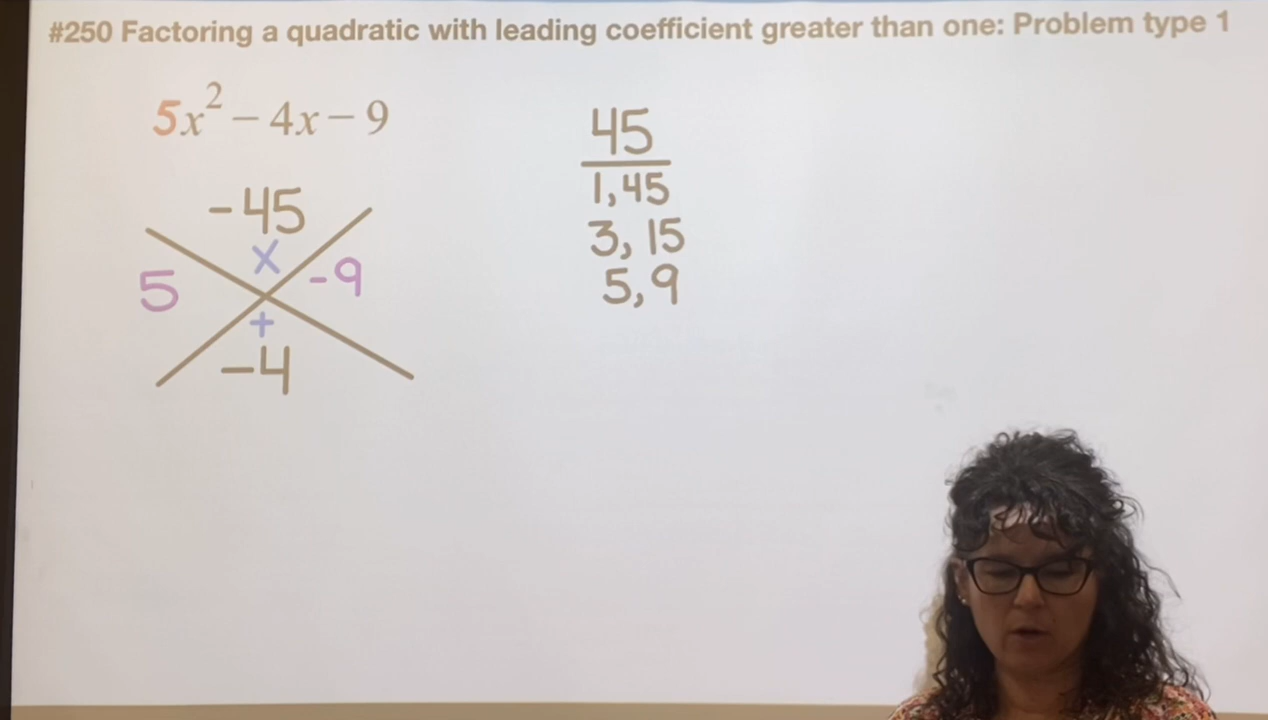 #250 Factoring a quadratic with leading coefficient greater than one: Problem type 1
5x² − 4x − 9
-45
x
5 -9
+
-4
45
1,45
3, 15
5,9